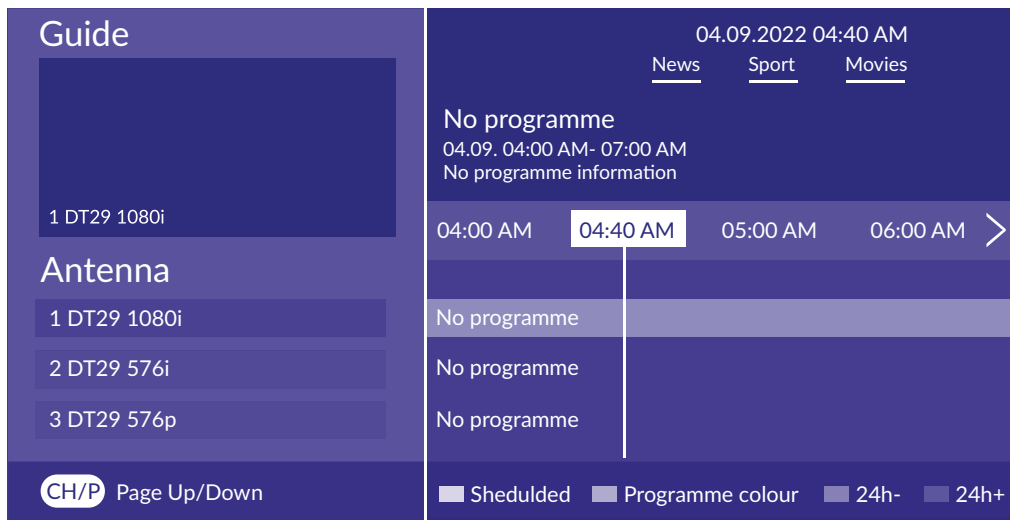 Guide
1 DT29 1080i
Antenna
1 DT29 1080i
2 DT29 576i
3 DT29 576p
CH/P Page Up/Down
04.09.2022 04:40 AM
News Sport Movies
No programme
04.09. 04:00 AM- 07:00 AM
No programme information
04:00 AM 04:40 AM 05:00 AM 06:00 AM
No programme
No programme
No programme
Shedulded Programme colour 24h- 24h+